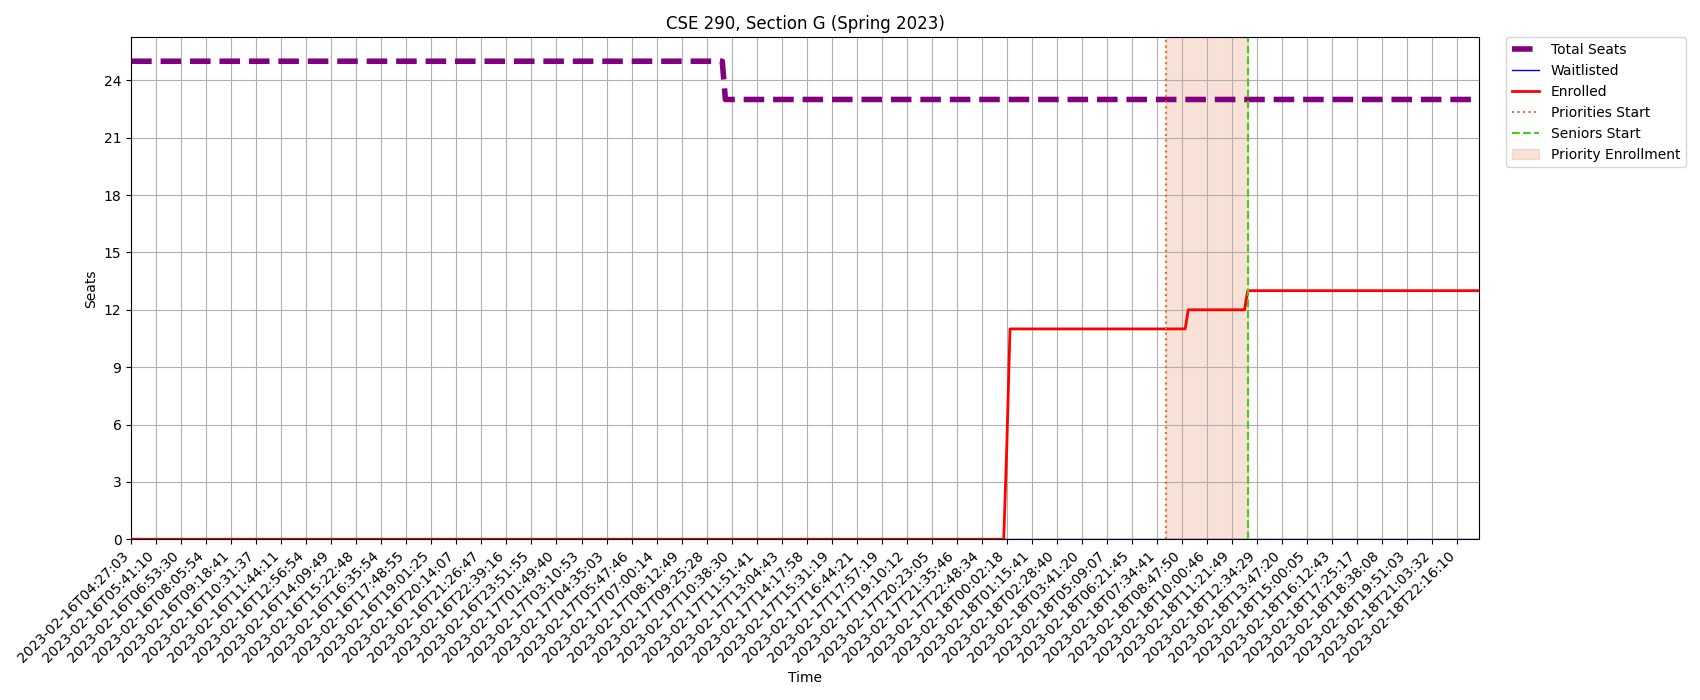 CSE 290, Section G (Spring 2023)
Total Seats
Waitlisted
Enrolled
Priorities Start
Seniors Start
Priority Enrollment
Seats
24
21
18
15
12
9
6
3
0
2023-02-16T04:27:03
2023-02-16T05:41:10
2023-02-16T06:53:30
2023-02-16T08:05:54
2023-02-16T09:18:41
2023-02-16T10:31:37
2023-02-16T11:44:11
2023-02-16T12:56:54
2023-02-16T14:09:49
2023-02-16T15:22:48
2023-02-16T16:35:54
2023-02-16T17:48:55
2023-02-16T19:01:25
2023-02-16T20:14:07
2023-02-16T21:26:47
2023-02-16T22:39:16
2023-02-16T23:51:55
2023-02-17T01:49:40
2023-02-17T03:10:53
2023-02-17T04:35:03
2023-02-17T05:47:46
2023-02-17T07:00:14
2023-02-17T08:12:49
2023-02-17T09:25:28
2023-02-17T10:38:30
2023-02-17T11:51:41
2023-02-17T13:04:43
2023-02-17T14:17:58
2023-02-17T15:31:19
2023-02-17T16:44:21
2023-02-17T17:57:19
2023-02-17T19:10:12
2023-02-17T20:23:05
2023-02-17T21:35:46
2023-02-17T22:48:34
2023-02-18T00:02:18
2023-02-18T01:15:41
2023-02-18T02:28:40
2023-02-18T03:41:20
2023-02-18T05:09:07
2023-02-18T06:21:45
2023-02-18T07:34:41
2023-02-18T08:47:50
2023-02-18T10:00:46
2023-02-18T11:21:49
2023-02-18T12:34:29
2023-02-18T13:47:20
2023-02-18T15:00:05
2023-02-18T16:12:43
2023-02-18T17:25:17
2023-02-18T18:38:08
2023-02-18T19:51:03
2023-02-18T21:03:32
2023-02-18T22:16:10
Time